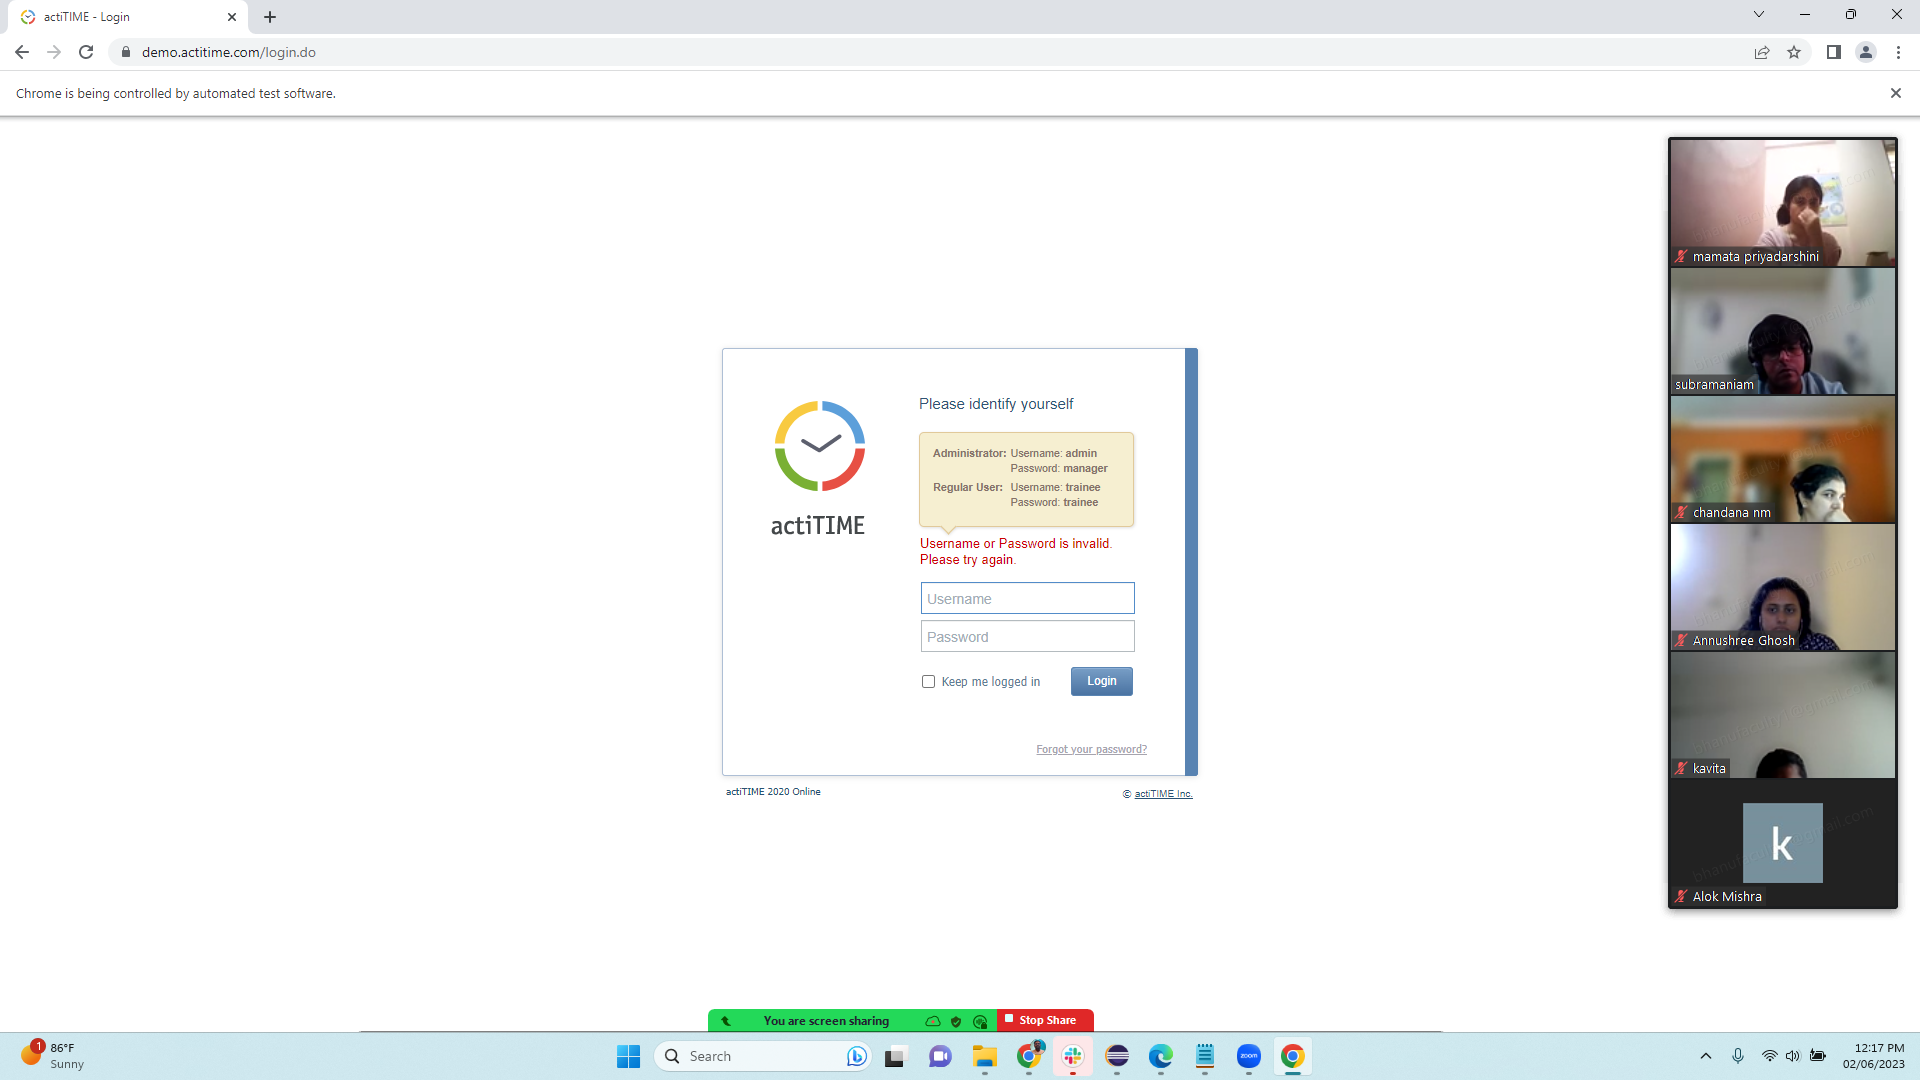 actiTIME - Login
demo.actitime.com/login.do
Chrome is being controlled by automated test software.
Please identify yourself
Administrator: Username: admin
Password: manager
Regular User: Username: trainee
Password: trainee
actiTIME
Username or Password is invalid.
Please try again.
Username
Password
Keep me logged in
Login
Forgot your password?
actiTIME 2020 Online
© actiTIME Inc.
mamata priyadarshini
subramaniam
chandana nm
Annushree Ghosh
kavita
k
Alok Mishra
You are screen sharing
Stop Share
1
86°F
Sunny
Search
zoom
12:17 PM
02/06/2023